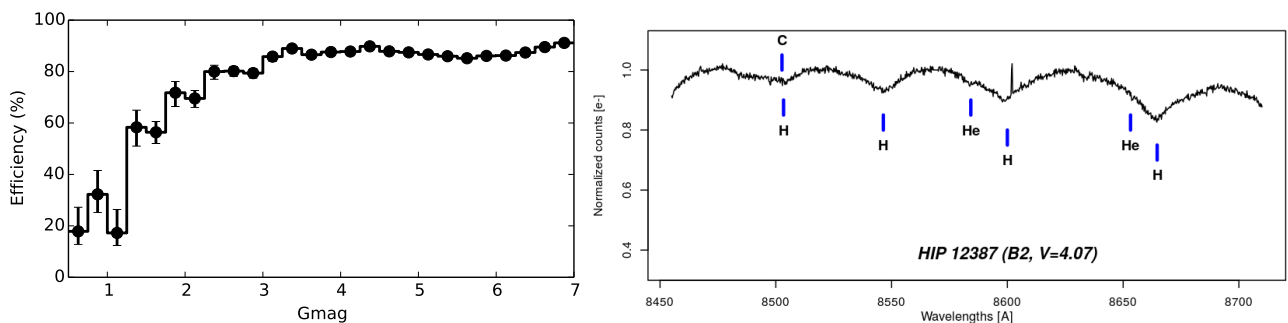 100
80
60
40
20
0
Efficiency (%)
1 2 3 4 5 6 7
Gmag
C
H
H
He
H
He
H
1.0
0.8
0.6
0.4
Normalized counts [e-]
HIP 12387 (B2, V=4.07)
8450 8500 8550 8600 8650 8700
Wavelengths [A]